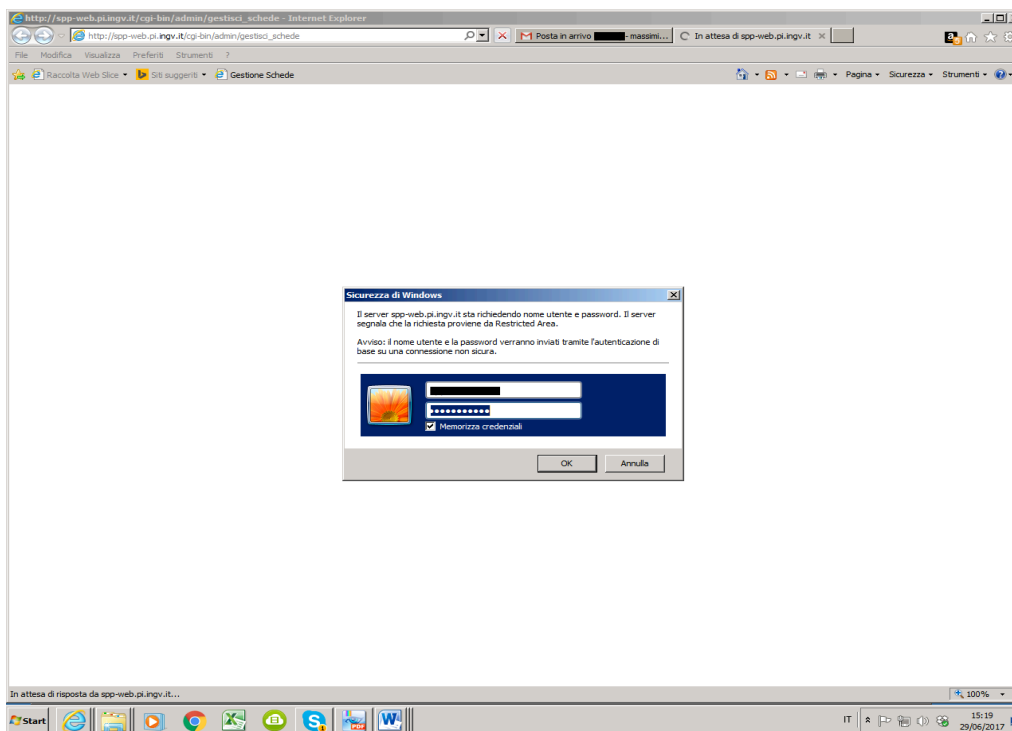 http://spp-web.pi.ingv.it/cgi-bin/admin/gestisci_schede - Internet Explorer
http://spp-web.pi.ingv.it/cgi-bin/admin/gestisci_schede
Posta in arrivo - massimi...
In attesa di spp-web.pi.ingv.it
File Modifica Visualizza Preferiti Strumenti ?
Raccolta Web Slice Siti suggeriti Gestione Schede
Pagina Sicurezza Strumenti
Sicurezza di Windows
Il server spp-web.pi.ingv.it sta richiedendo nome utente e password. Il server
segnala che la richiesta proviene da Restricted Area.
Avviso: il nome utente e la password verranno inviati tramite l'autenticazione di
base su una connessione non sicura.
Memorizza credenziali
OK Annulla
In attesa di risposta da spp-web.pi.ingv.it...
100%
Start
IT
15:19
29/06/2017